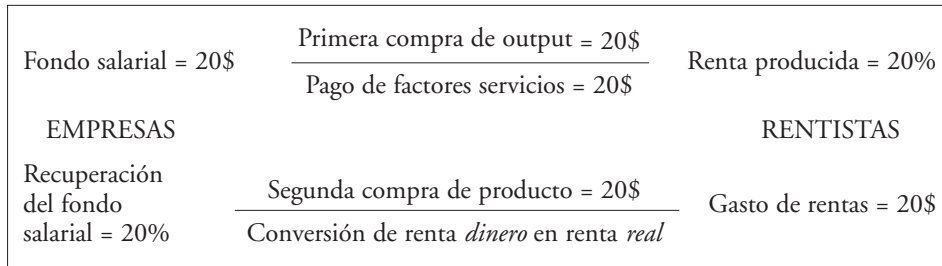 Fondo salarial = 20$
Primera compra de output = 20$
Pago de factores servicios = 20$
Renta producida = 20%
EMPRESAS
RENTISTAS
Recuperación
del fondo
salarial = 20%
Segunda compra de producto = 20$
Conversión de renta dinero en renta real
Gasto de rentas = 20$